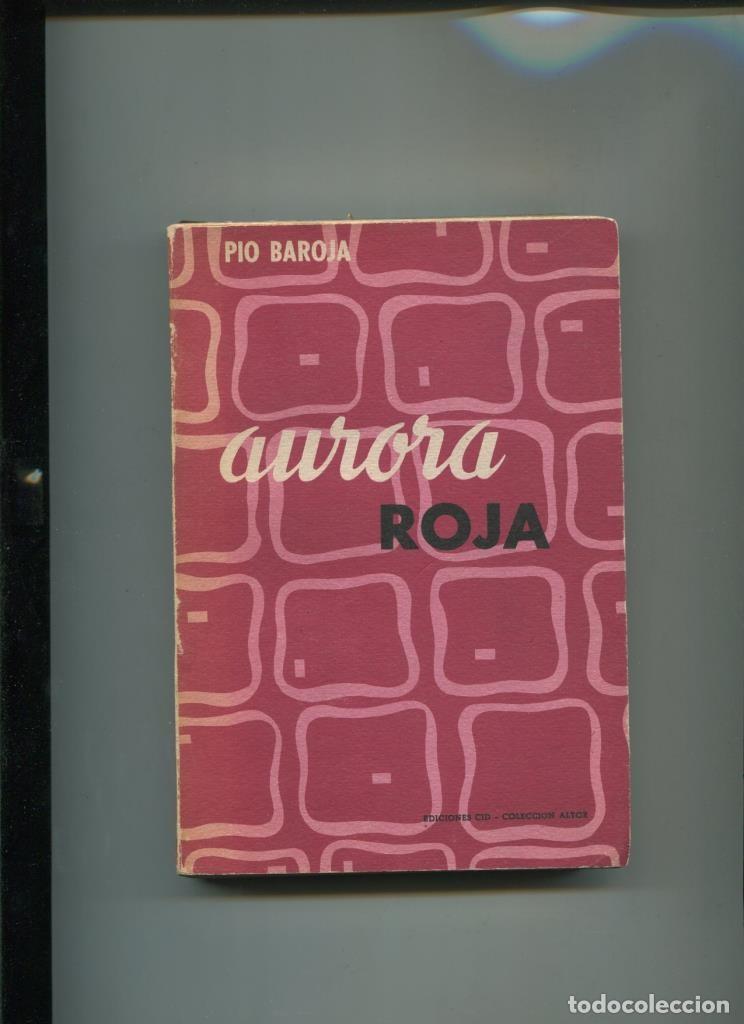 PIO BAROJA
aurora
ROJA
EDICIONES CID - COLECCION ALTOR
todocoleccion